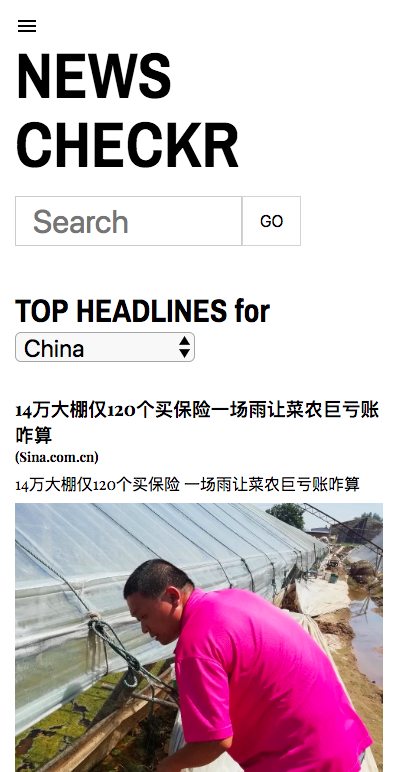 NEWS
CHECKR
Search
GO
TOP HEADLINES for
China
14万大棚仅120个买保险一场雨让菜农巨亏账
咋算
(Sina.com.cn)
14万大棚仅120个买保险 一场雨让菜农巨亏账咋算